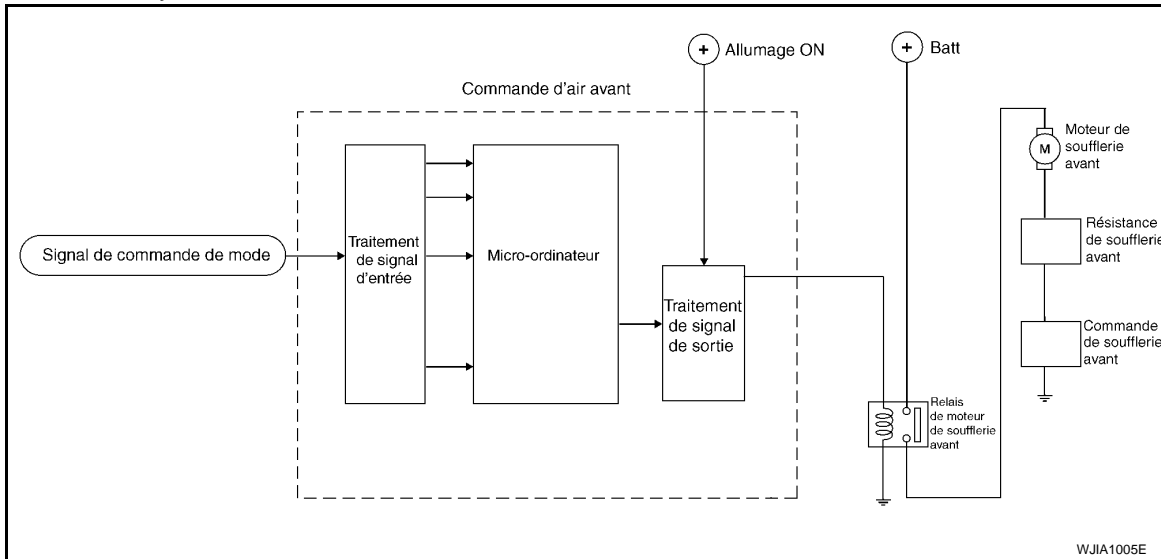 + Allumage ON
+ Batt
Commande d'air avant
Moteur de
soufflerie
avant
M
Signal de commande de mode
Traitement
de signal
d'entrée
Micro-ordinateur
Traitement
de signal
de sortie
Résistance
de soufflerie
avant
Commande
de soufflerie
avant
Relais
de moteur
de soufflerie
avant
WJIA1005E